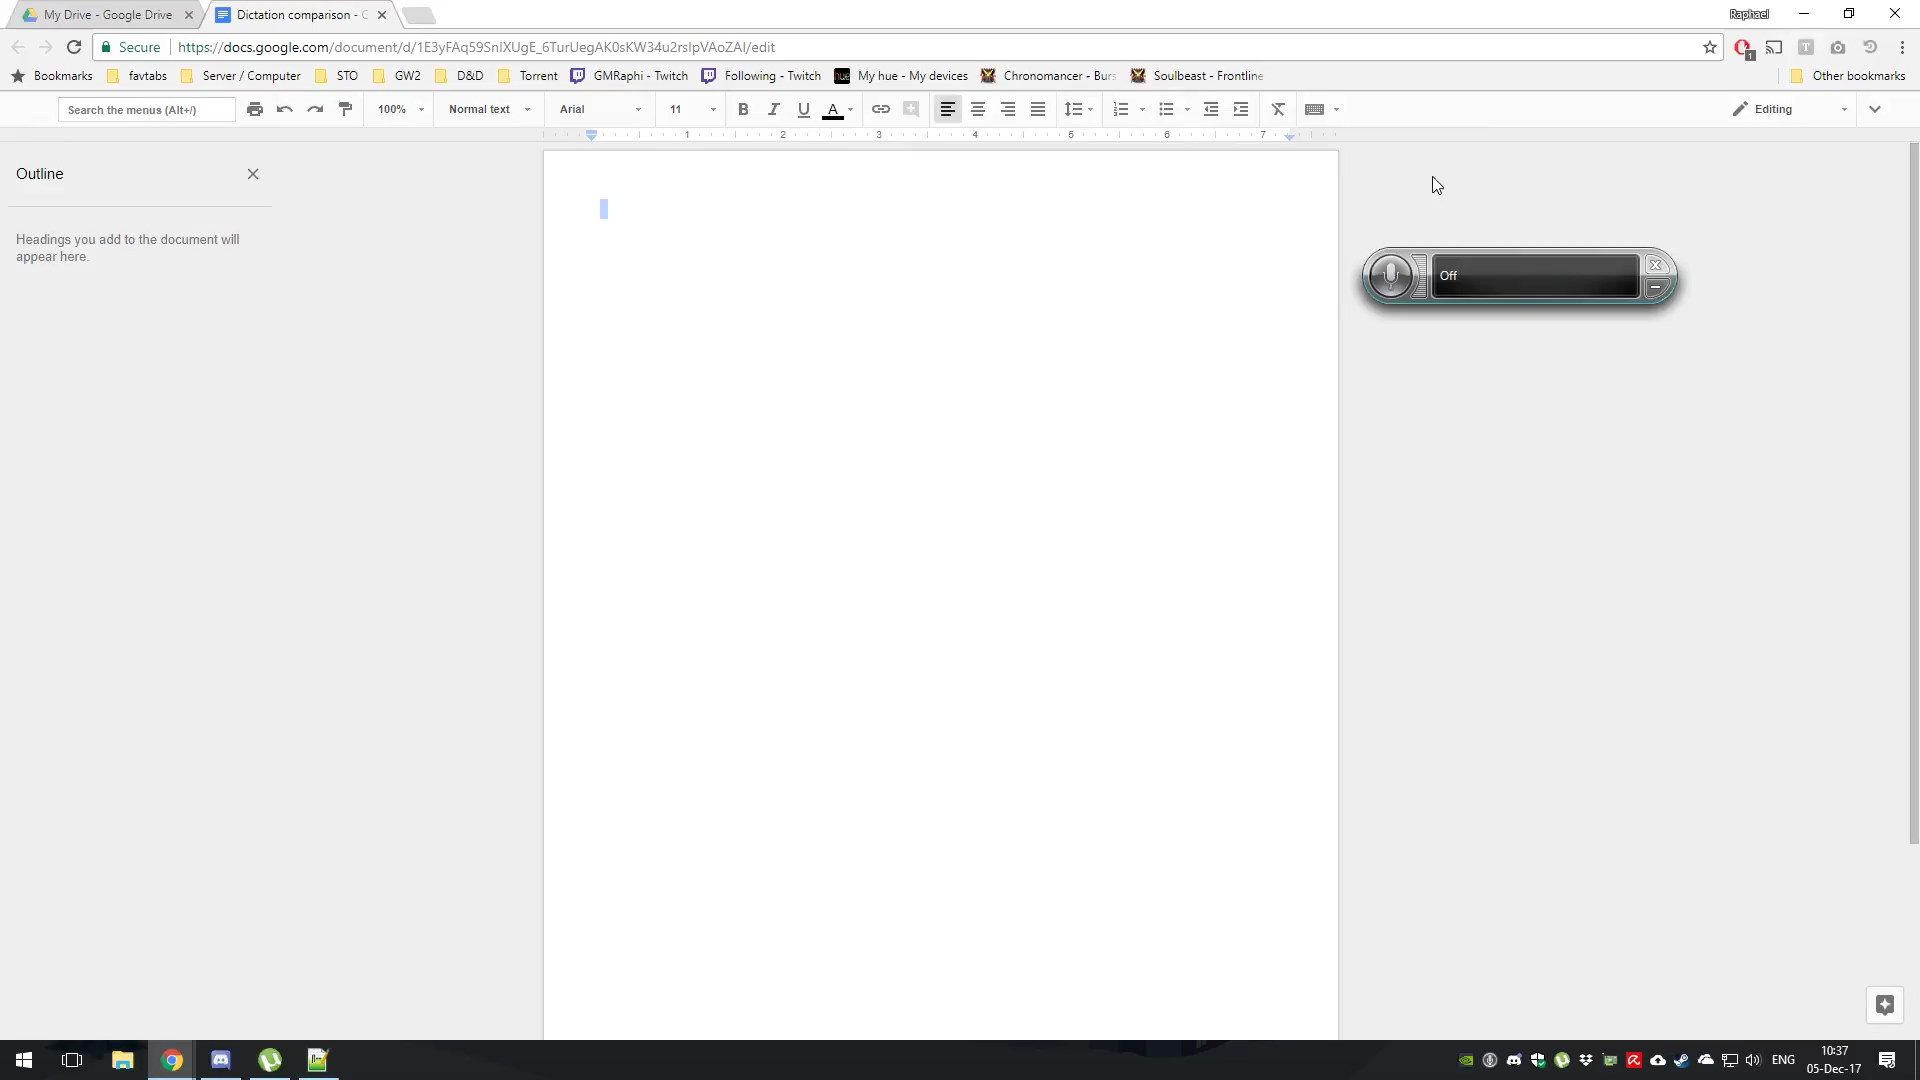 My Drive - Google Drive
Dictation comparison - G
Raphael
Secure
https://docs.google.com/document/d/1E3yFAq59SnlXUgE_6TurUegAK0sKW34u2rsIpVAoZAI/edit
T
1
Bookmarks
favtabs
Server / Computer
STO
GW2
D&D
Torrent
GMRaphi - Twitch
Following - Twitch
hue
My hue - My devices
Chronomancer - Burs
Soulbeast - Frontline
Other bookmarks
Search the menus (Alt+/)
100%
Normal text
Arial
11
B I U A
Editing
1 2 3 4 5 6 7
Outline
Headings you add to the document will
appear here.
Off
ENG
10:37
05-Dec-17